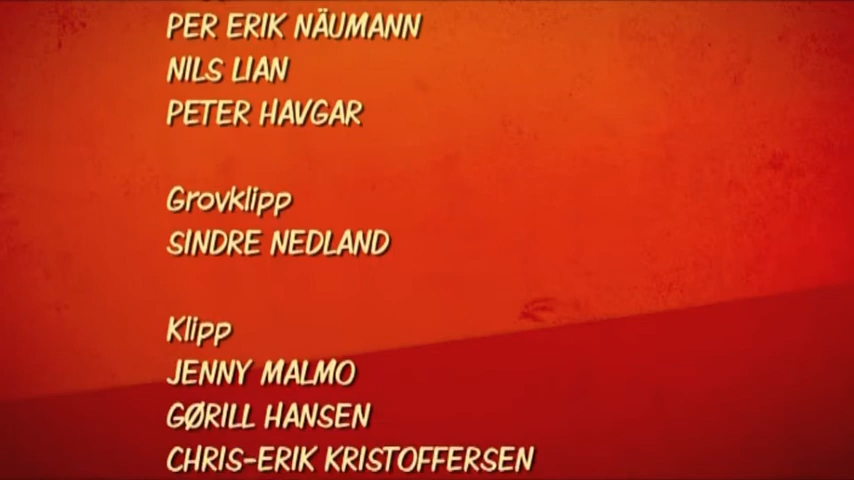 PER ERIK NÄUMANN
NILS LIAN
PETER HAVGAR
Grovklipp
SINDRE NEDLAND
Klipp
JENNY MALMO
GØRILL HANSEN
CHRIS-ERIK KRISTOFFERSEN